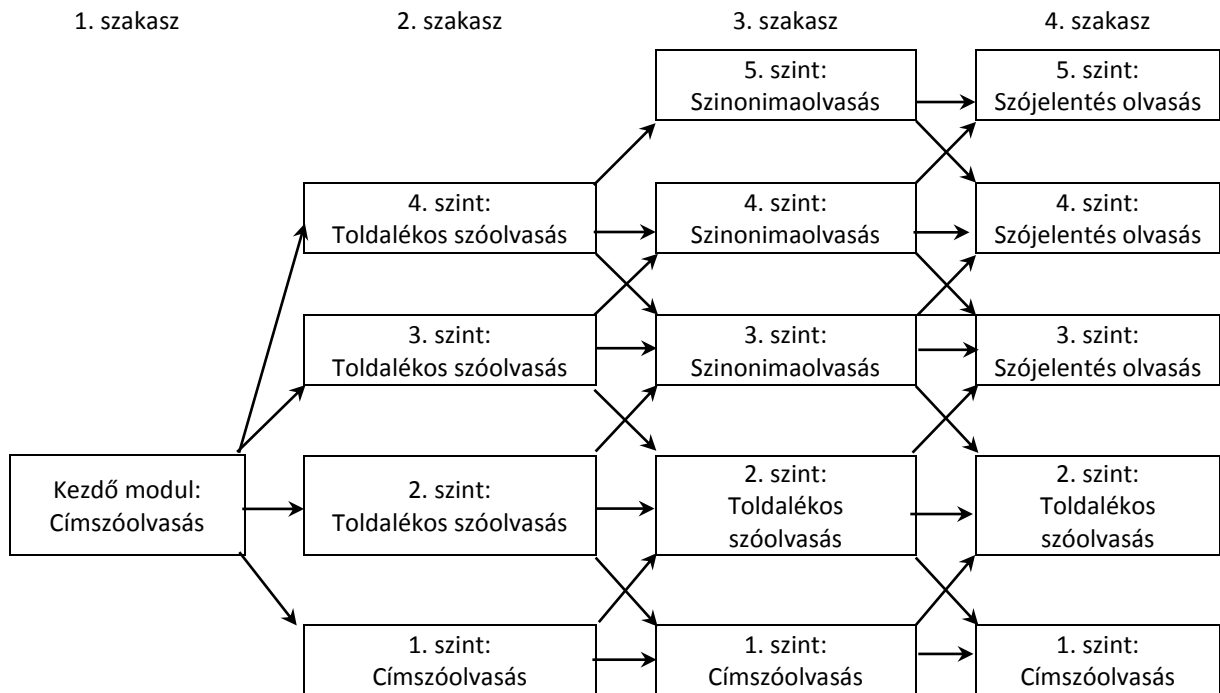 1. szakasz
2. szakasz
3. szakasz
4. szakasz
5. szint:
Szinonimaolvasás
5. szint:
Szójelentés olvasás
4. szint:
Toldalékos szóolvasás
4. szint:
Szinonimaolvasás
4. szint:
Szójelentés olvasás
3. szint:
Toldalékos szóolvasás
3. szint:
Szinonimaolvasás
3. szint:
Szójelentés olvasás
Kezdő modul:
Címszóolvasás
2. szint:
Toldalékos szóolvasás
2. szint:
Toldalékos
szóolvasás
2. szint:
Toldalékos
szóolvasás
1. szint:
Címszóolvasás
1. szint:
Címszóolvasás
1. szint:
Címszóolvasás